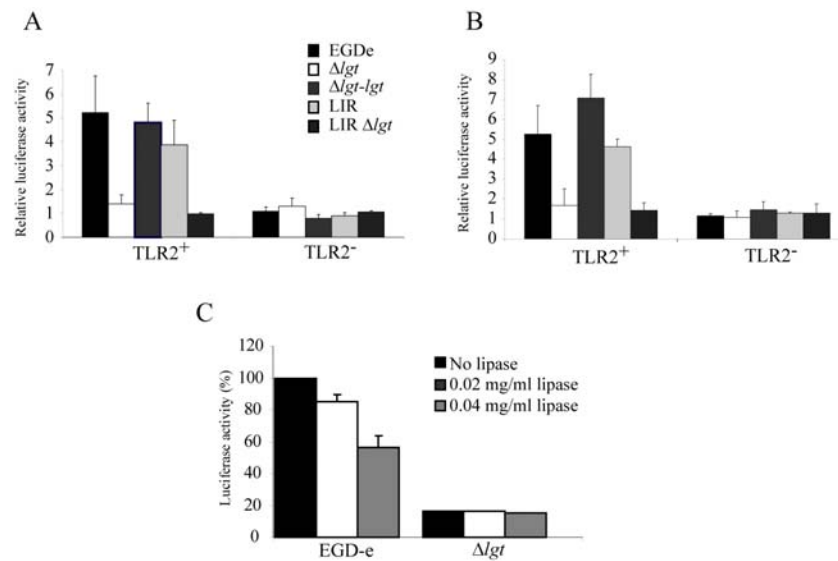 A
Relative luciferase activity
7
6
5
4
3
2
1
0
EGDe
Δlgt
Δlgt-lgt
LIR
LIR Δlgt
TLR2+
TLR2-
B
Relative luciferase activity
9
8
7
6
5
4
3
2
1
0
TLR2+
TLR2-
C
Luciferase activity (%)
120
100
80
60
40
20
0
No lipase
0.02 mg/ml lipase
0.04 mg/ml lipase
EGD-e
Δlgt